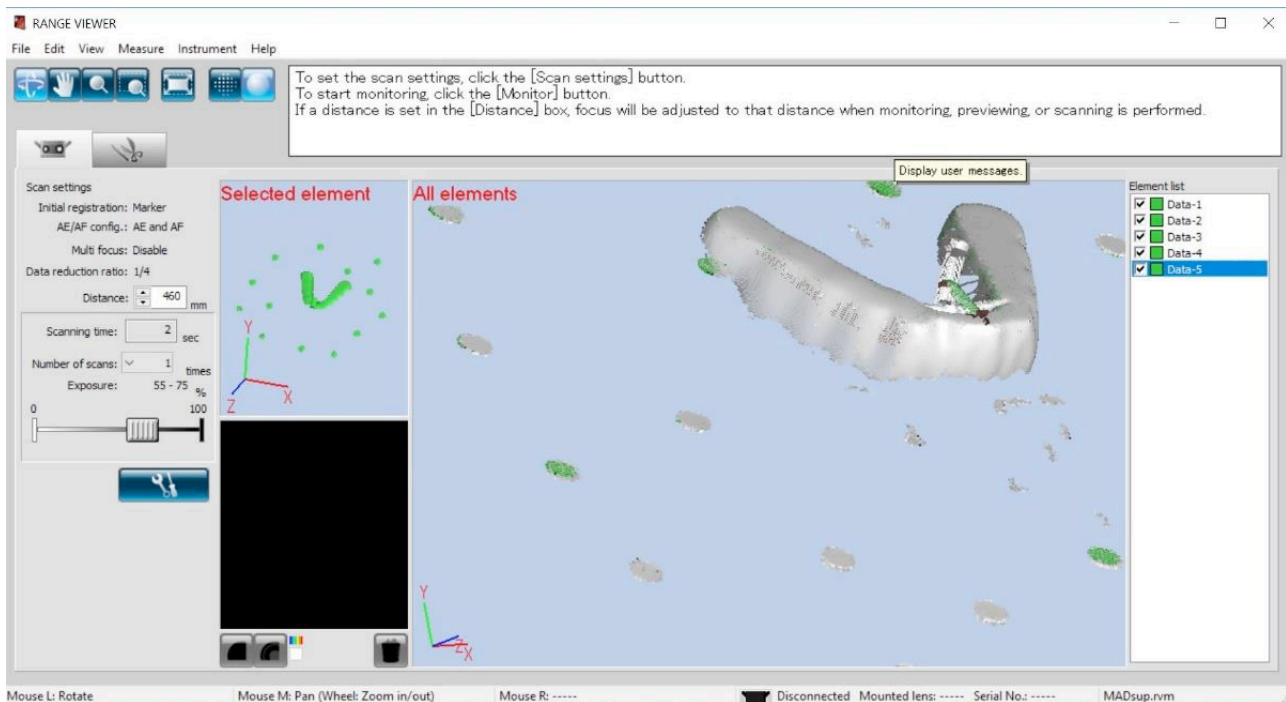 RANGE VIEWER
File Edit View Measure Instrument Help
To set the scan settings, click the [Scan settings] button.
To start monitoring, click the [Monitor] button.
If a distance is set in the [Distance] box, focus will be adjusted to that distance when monitoring, previewing, or scanning is performed.
Display user messages.
Scan settings
Initial registration: Marker
AE/AF config.: AE and AF
Multi focus: Disable
Data reduction ratio: 1/4
Distance: 460 mm
Scanning time: 2 sec
Number of scans: 1 times
Exposure: 55 - 75 %
0 100
Selected element
Y
X
Z
All elements
Y
Z
X
Element list
Data-1
Data-2
Data-3
Data-4
Data-5
Mouse L: Rotate Mouse M: Pan (Wheel: Zoom in/out) Mouse R: ----- Disconnected Mounted lens: ----- Serial No.: ----- MADsup.rvm